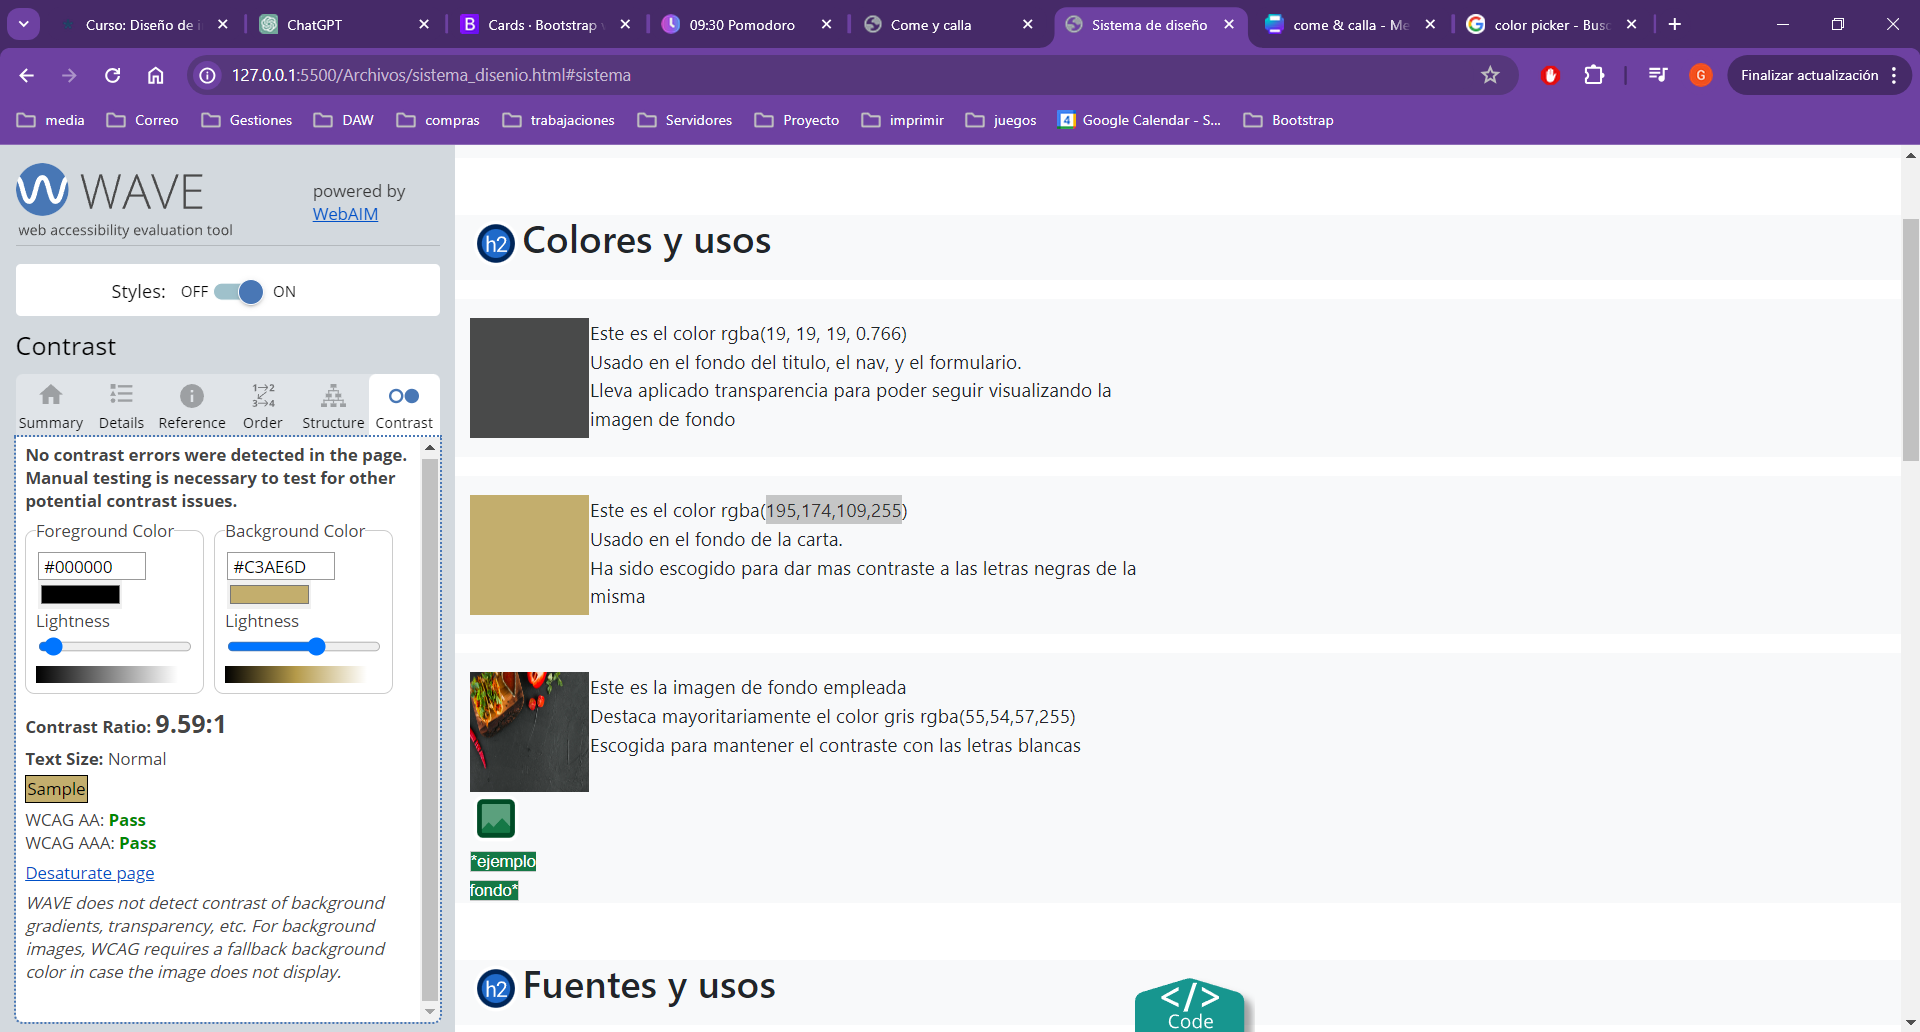 Curso: Diseño de i
ChatGPT
Cards · Bootstrap v
09:30 Pomodoro
Come y calla
Sistema de diseño
come & calla - Me
color picker - Busc
127.0.0.1:5500/Archivos/sistema_disenio.html#sistema
G
Finalizar actualización
media
Correo
Gestiones
DAW
compras
trabajaciones
Servidores
Proyecto
imprimir
juegos
4
Google Calendar - S...
Bootstrap
WAVE
web accessibility evaluation tool
powered by
WebAIM
Styles: OFF ON
Contrast
Summary
Details
Reference
1→2
3→4
Order
Structure
Contrast
No contrast errors were detected in the page.
Manual testing is necessary to test for other
potential contrast issues.
Foreground Color
#000000
Lightness
Background Color
#C3AE6D
Lightness
Contrast Ratio: 9.59:1
Text Size: Normal
Sample
WCAG AA: Pass
WCAG AAA: Pass
Desaturate page
WAVE does not detect contrast of background
gradients, transparency, etc. For background
images, WCAG requires a fallback background
color in case the image does not display.
h2 Colores y usos
Este es el color rgba(19, 19, 19, 0.766)
Usado en el fondo del titulo, el nav, y el formulario.
Lleva aplicado transparencia para poder seguir visualizando la
imagen de fondo
Este es el color rgba(195,174,109,255)
Usado en el fondo de la carta.
Ha sido escogido para dar mas contraste a las letras negras de la
misma
Este es la imagen de fondo empleada
Destaca mayoritariamente el color gris rgba(55,54,57,255)
Escogida para mantener el contraste con las letras blancas
*ejemplo
fondo*
h2 Fuentes y usos
</>
Code